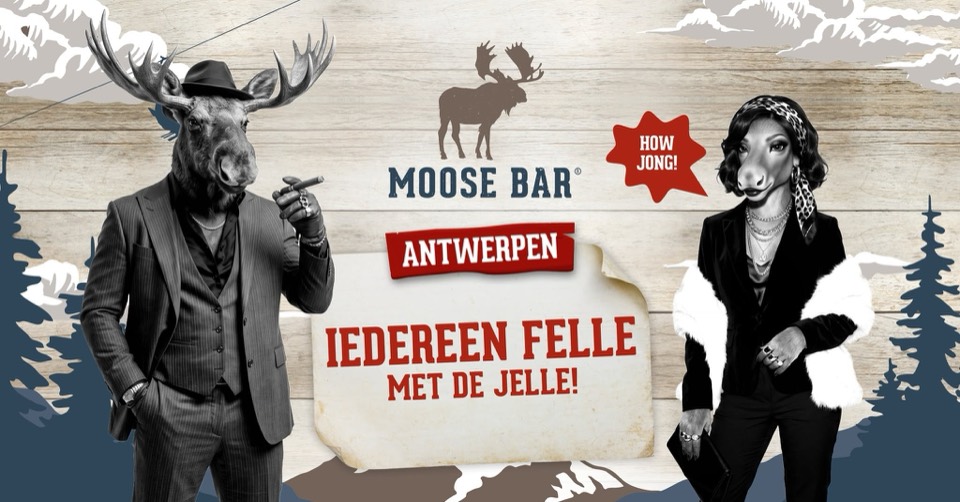 MOOSE BAR®
HOW
JONG!
ANTWERPEN
IEDEREEN FELLE
MET DE JELLE!